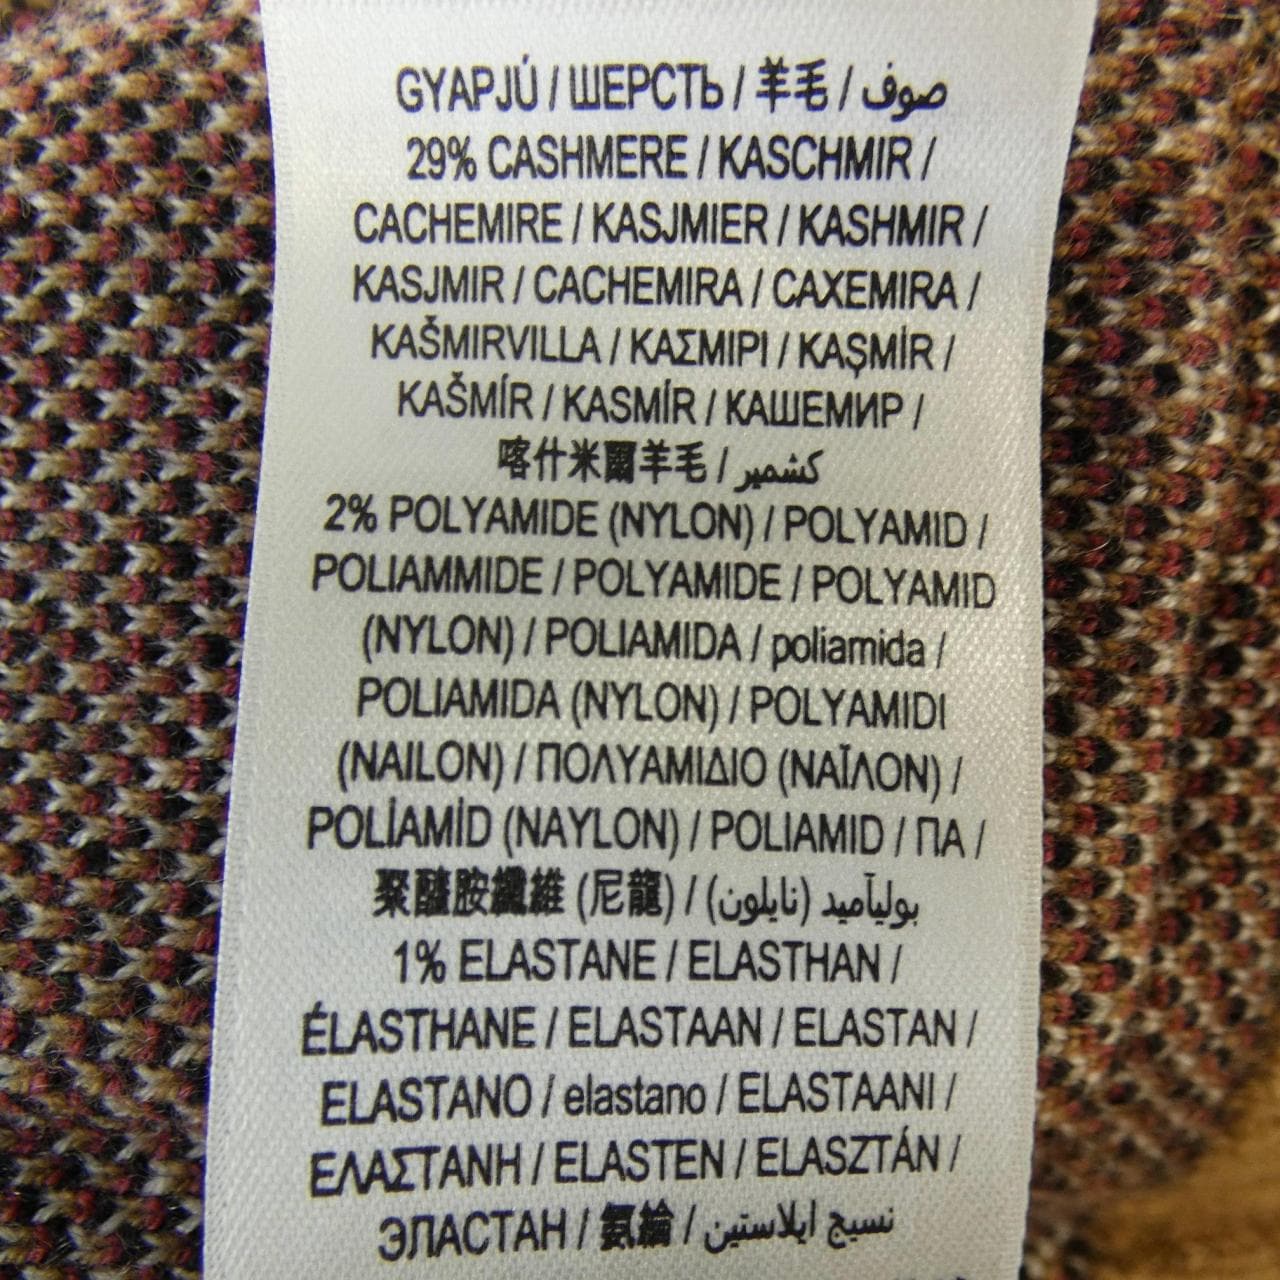 GYAPJÚ / ШЕРСТЬ / 羊毛 / صوف
29% CASHMERE / KASCHMIR /
CACHEMIRE / KASJMIER / KASHMIR /
KASJMIR / CACHEMIRA / CAXEMIRA /
KAŠMIRVILLA / ΚΑΣΜΙΡΙ / KAŞMİR /
KAŠMÍR / KASMÍR / КАШЕМИР /
喀什米爾羊毛 / كشمير
2% POLYAMIDE (NYLON) / POLYAMID /
POLIAMMIDE / POLYAMIDE / POLYAMID
(NYLON) / POLIAMIDA / poliamida /
POLIAMIDA (NYLON) / POLYAMIDI
(NAILON) / ΠΟΛΥΑΜΙΔΙΟ (ΝΑΪΛΟΝ) /
POLİAMİD (NAYLON) / POLIAMID / ПА /
聚醯胺纖維 (尼龍) / بوليآميد (نايلون)
1% ELASTANE / ELASTHAN /
ÉLASTHANE / ELASTAAN / ELASTAN /
ELASTANO / elastano / ELASTAANI /
ΕΛΑΣΤΑΝΗ / ELASTEN / ELASZTÁN /
ЭЛАСТАН / 氨綸 / نسيج ايلاستين